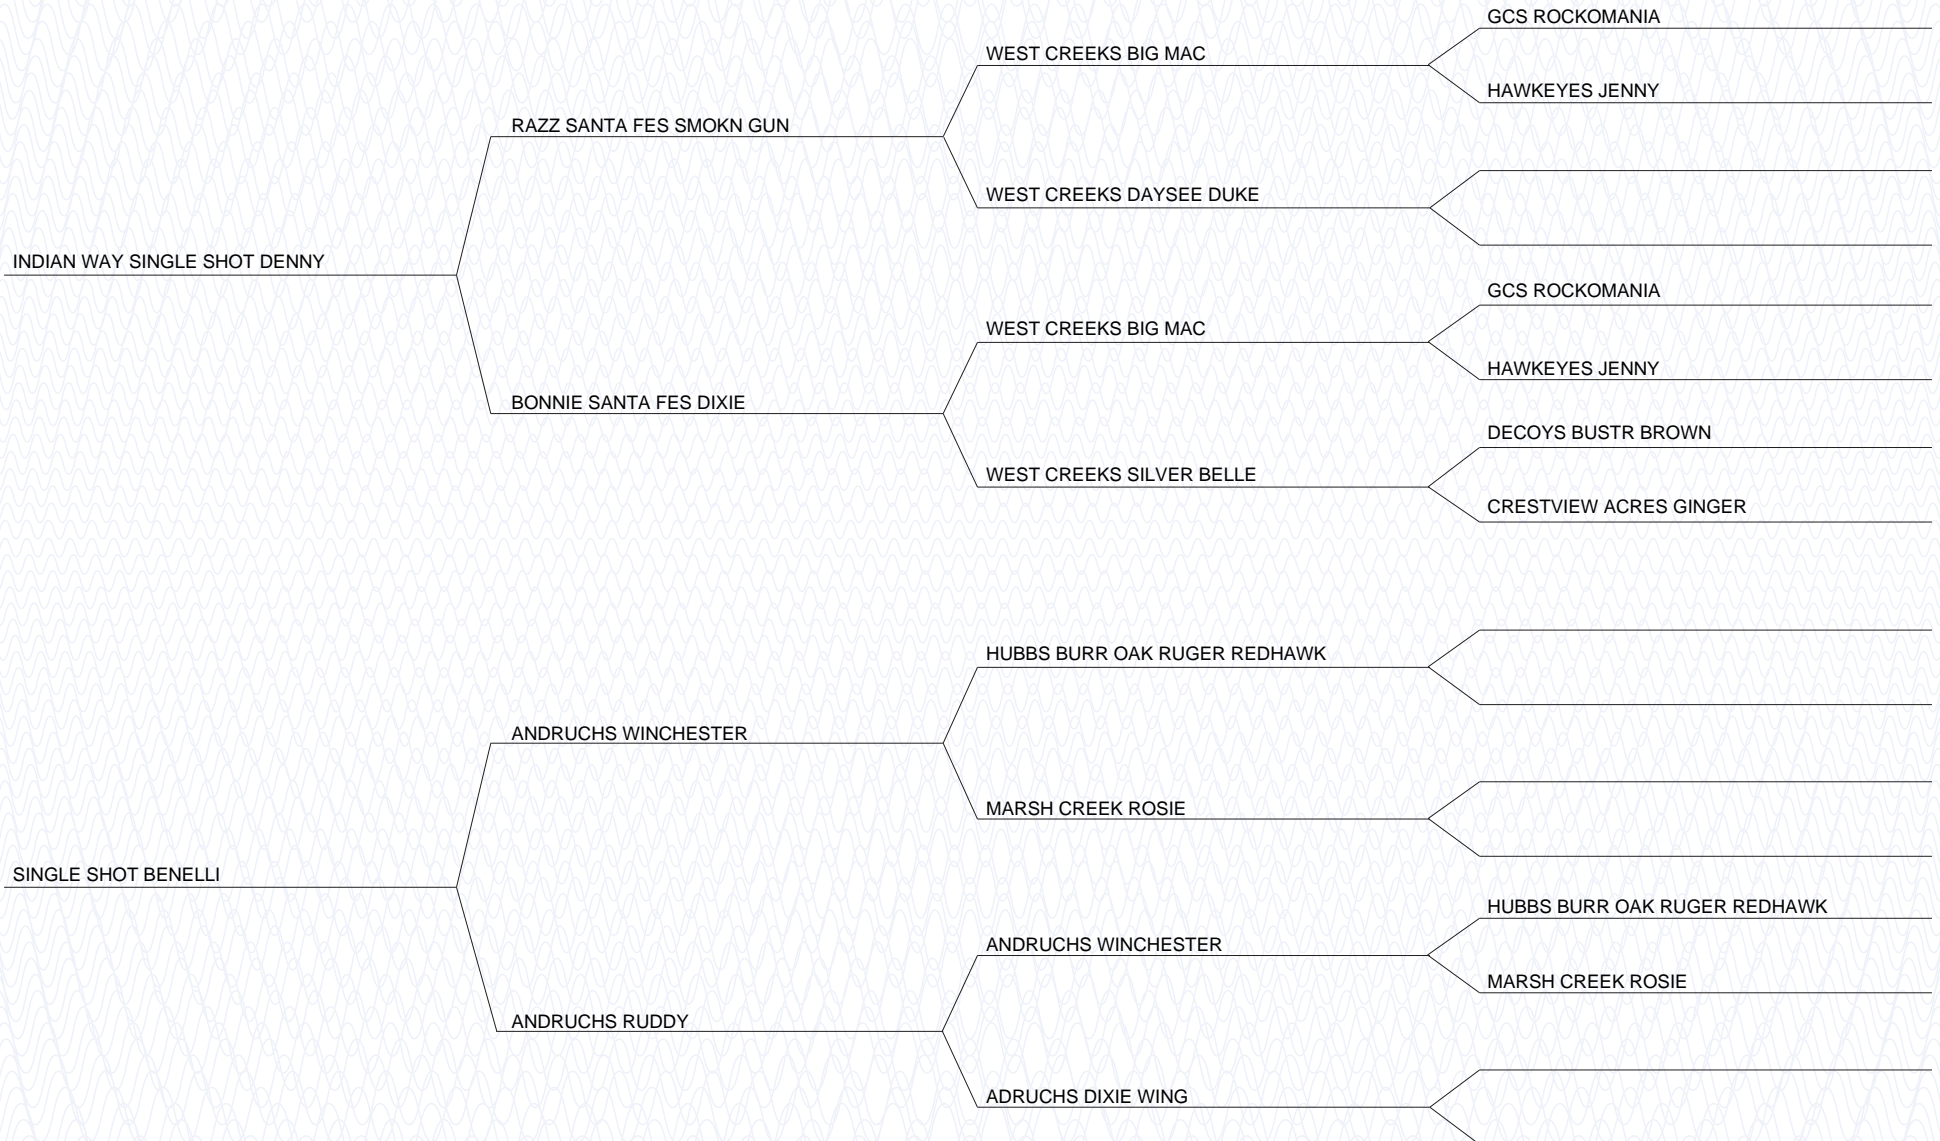 GCS ROCKOMANIA
WEST CREEKS BIG MAC
HAWKEYES JENNY
RAZZ SANTA FES SMOKN GUN
WEST CREEKS DAYSEE DUKE
INDIAN WAY SINGLE SHOT DENNY
GCS ROCKOMANIA
WEST CREEKS BIG MAC
HAWKEYES JENNY
BONNIE SANTA FES DIXIE
DECOYS BUSTR BROWN
WEST CREEKS SILVER BELLE
CRESTVIEW ACRES GINGER
HUBBS BURR OAK RUGER REDHAWK
ANDRUCHS WINCHESTER
MARSH CREEK ROSIE
SINGLE SHOT BENELLI
HUBBS BURR OAK RUGER REDHAWK
ANDRUCHS WINCHESTER
MARSH CREEK ROSIE
ANDRUCHS RUDDY
ADRUCHS DIXIE WING